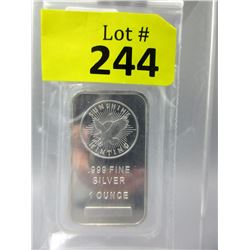 Lot #
244
SUNSHINE
MINTING
.999 FINE
SILVER
1 OUNCE